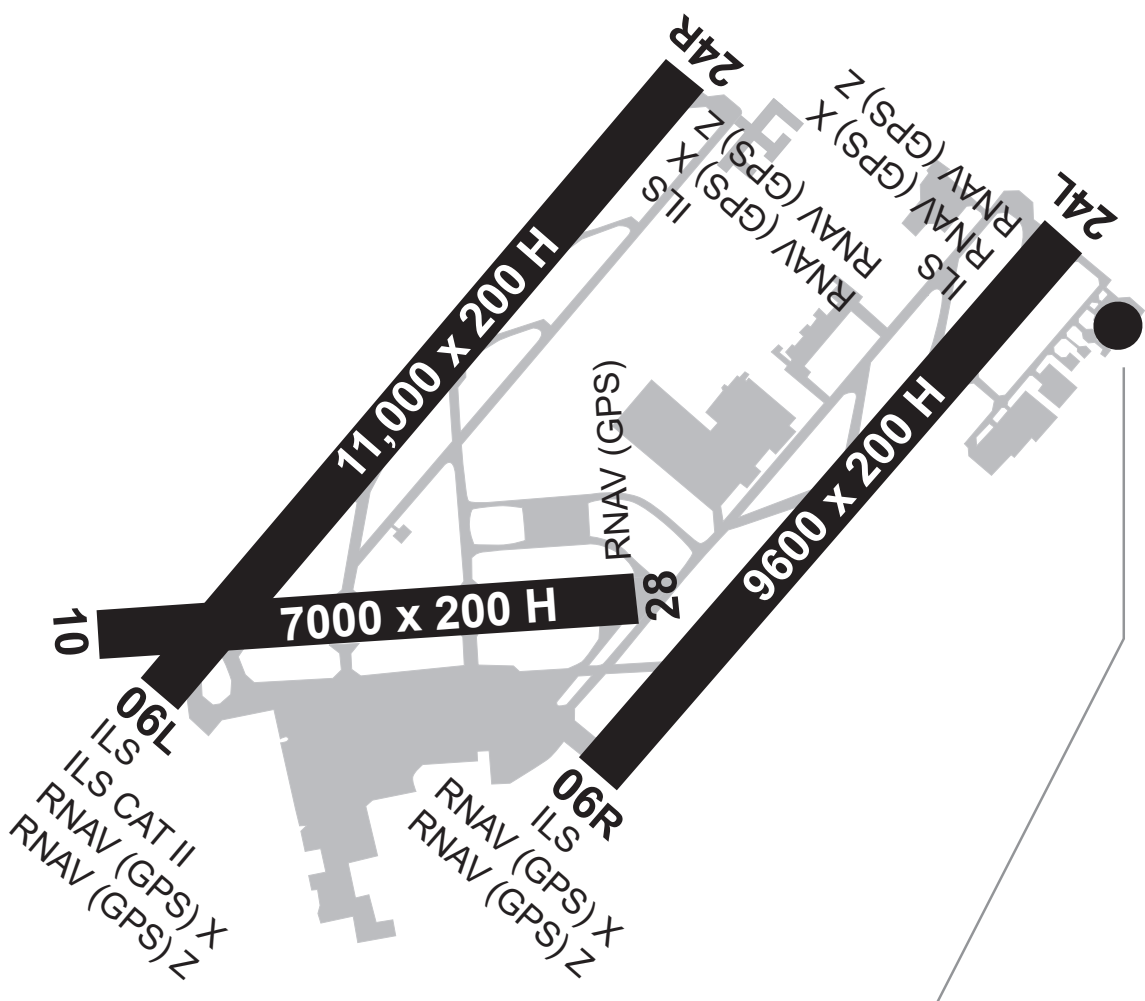 24R
ILS
RNAV (GPS) X
RNAV (GPS) Z
24L
ILS
RNAV (GPS) X
RNAV (GPS) Z
11,000 x 200 H
9600 x 200 H
RNAV (GPS)
28
7000 x 200 H
10
06L
ILS
ILS CAT II
RNAV (GPS) X
RNAV (GPS) Z
06R
ILS
RNAV (GPS) X
RNAV (GPS) Z